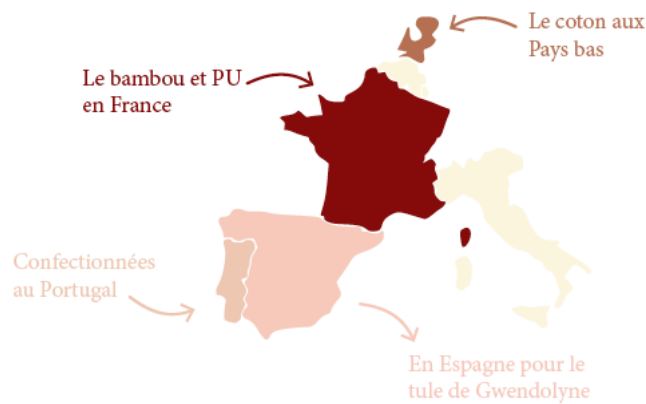 Le coton aux
Pays bas
Le bambou et PU
en France
Confectionnées
au Portugal
En Espagne pour le
tule de Gwendolyne